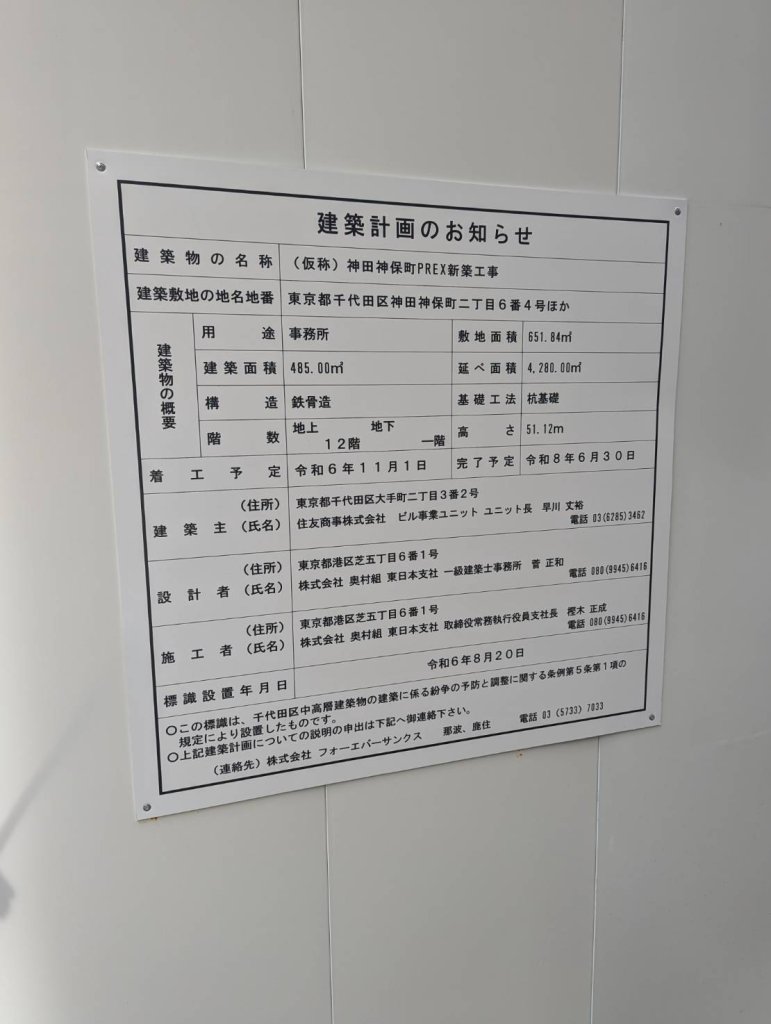 建築計画のお知らせ
建築物の名称 （仮称）神田神保町PREX新築工事
建築敷地の地名地番 東京都千代田区神田神保町二丁目６番４号ほか
建築物の概要
用途 事務所 敷地面積 651.84㎡
建築面積 485.00㎡ 延べ面積 4,280.00㎡
構造 鉄骨造 基礎工法 杭基礎
階数 地上 １２階 地下 ―階 高さ 51.12m
着工予定 令和６年１１月１日 完了予定 令和８年６月３０日
建築主 （住所） 東京都千代田区大手町二丁目３番２号
（氏名） 住友商事株式会社 ビル事業ユニット ユニット長 早川 丈裕
電話 03(6285)3462
設計者 （住所） 東京都港区芝五丁目６番１号
（氏名） 株式会社 奥村組 東日本支社 一級建築士事務所 菅 正和
電話 080(9945)6416
施工者 （住所） 東京都港区芝五丁目６番１号
（氏名） 株式会社 奥村組 東日本支社 取締役常務執行役員支社長 樫木 正成
電話 080(9945)6416
標識設置年月日 令和６年８月２０日
○この標識は、千代田区中高層建築物の建築に係る紛争の予防と調整に関する条例第５条第１項の
規定により設置したものです。
○上記建築計画についての説明の申出は下記へ御連絡下さい。
（連絡先）株式会社 フォーエバーサンクス 那波、鹿住 電話 03（5733）7033